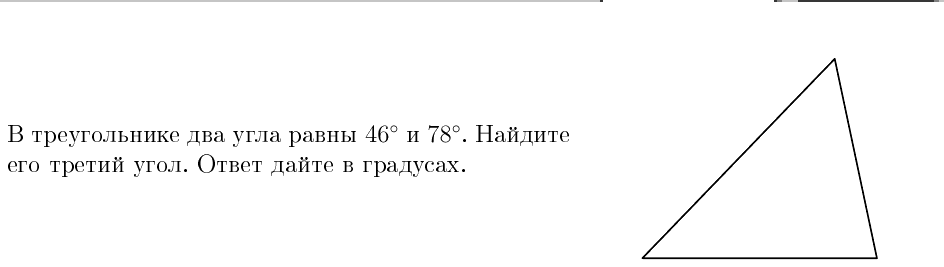 В треугольнике два угла равны 46° и 78°. Найдите
его третий угол. Ответ дайте в градусах.